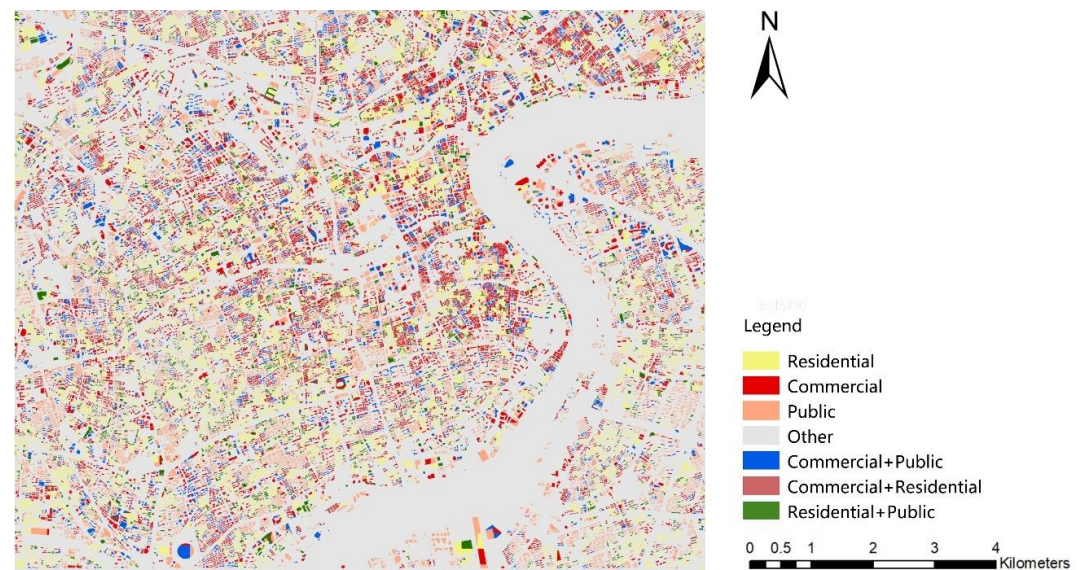 N
Legend
Residential
Commercial
Public
Other
Commercial+Public
Commercial+Residential
Residential+Public
0 0.5 1 2 3 4
Kilometers